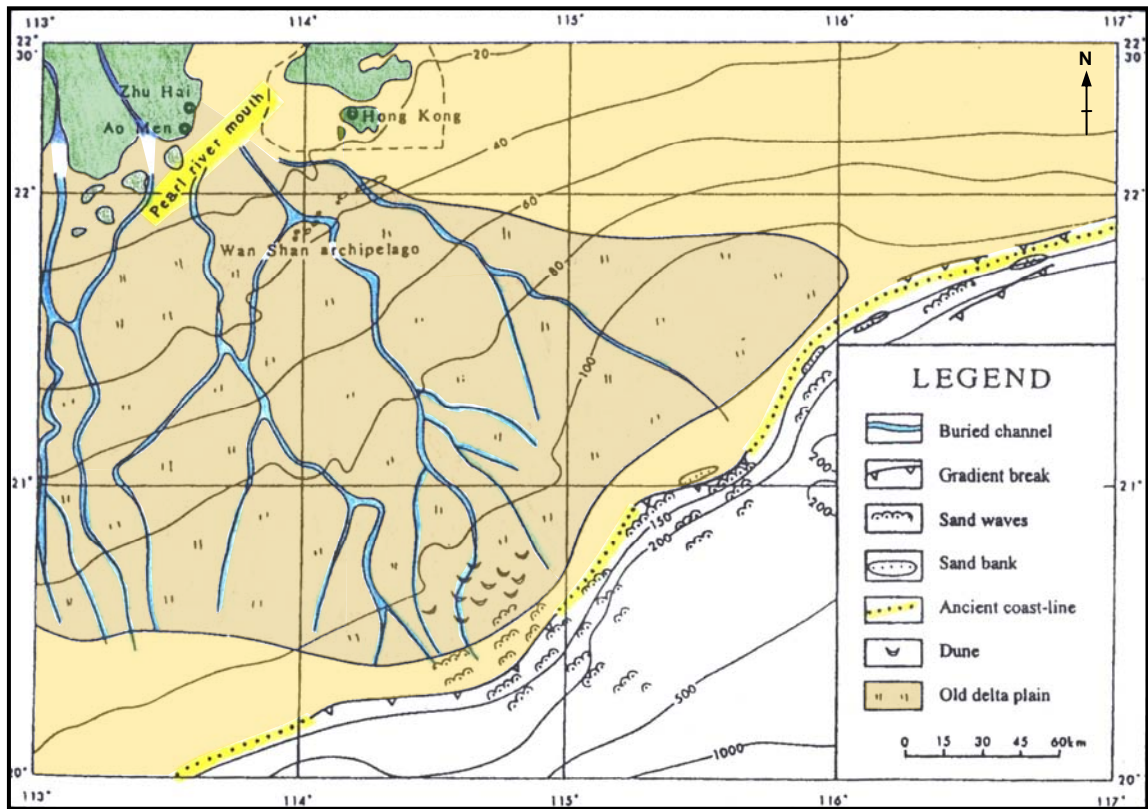 113°
114°
115°
116°
117°
22°
30'
22°
30'
N
20
Zhu Hai
Ao Men
Pearl river mouth
Hong Kong
40
22°
22°
60
Wan Shan archipelago
80
100
LEGEND
Buried channel
Gradient break
200
Sand waves
21°
21°
150
200
200
Sand bank
Ancient coast-line
Dune
500
Old delta plain
1000
0 15 30 45 60km
20°
20°
113°
114°
115°
116°
117°